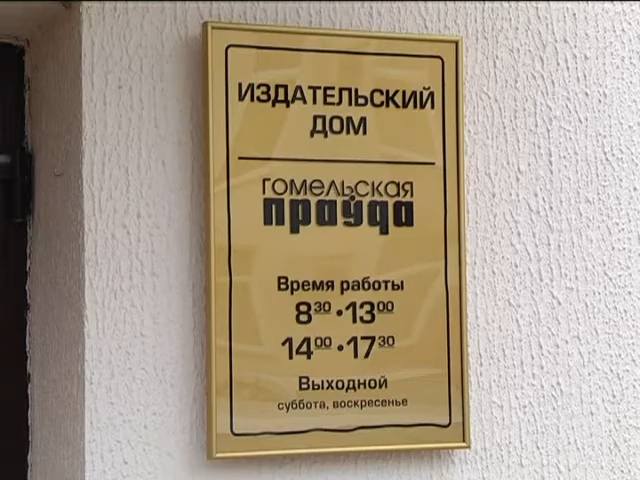 ИЗДАТЕЛЬСКИЙ
ДОМ
гомельская
праўда
Время работы
8³⁰·13⁰⁰
14⁰⁰·17³⁰
Выходной
суббота, воскресенье